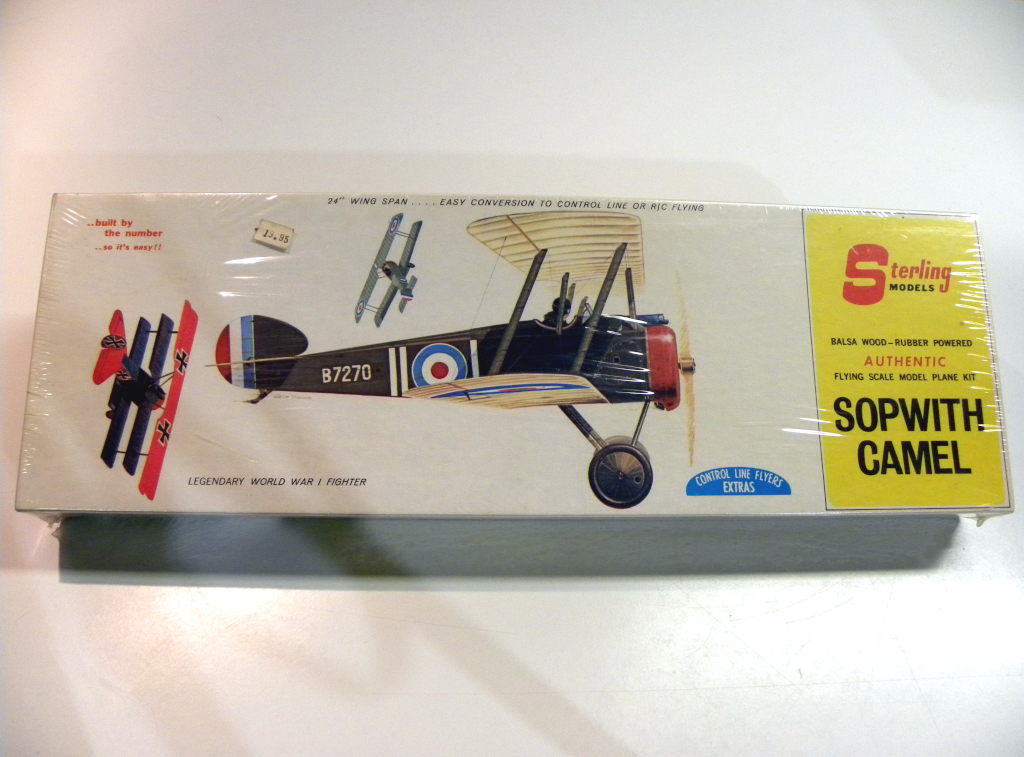 24" WING SPAN .... EASY CONVERSION TO CONTROL LINE OR R/C FLYING
..built by
the number
..so it's easy!!
19.95
Sterling
MODELS
BALSA WOOD-RUBBER POWERED
AUTHENTIC
FLYING SCALE MODEL PLANE KIT
SOPWITH
CAMEL
B7270
LEGENDARY WORLD WAR I FIGHTER
CONTROL LINE FLYERS
EXTRAS